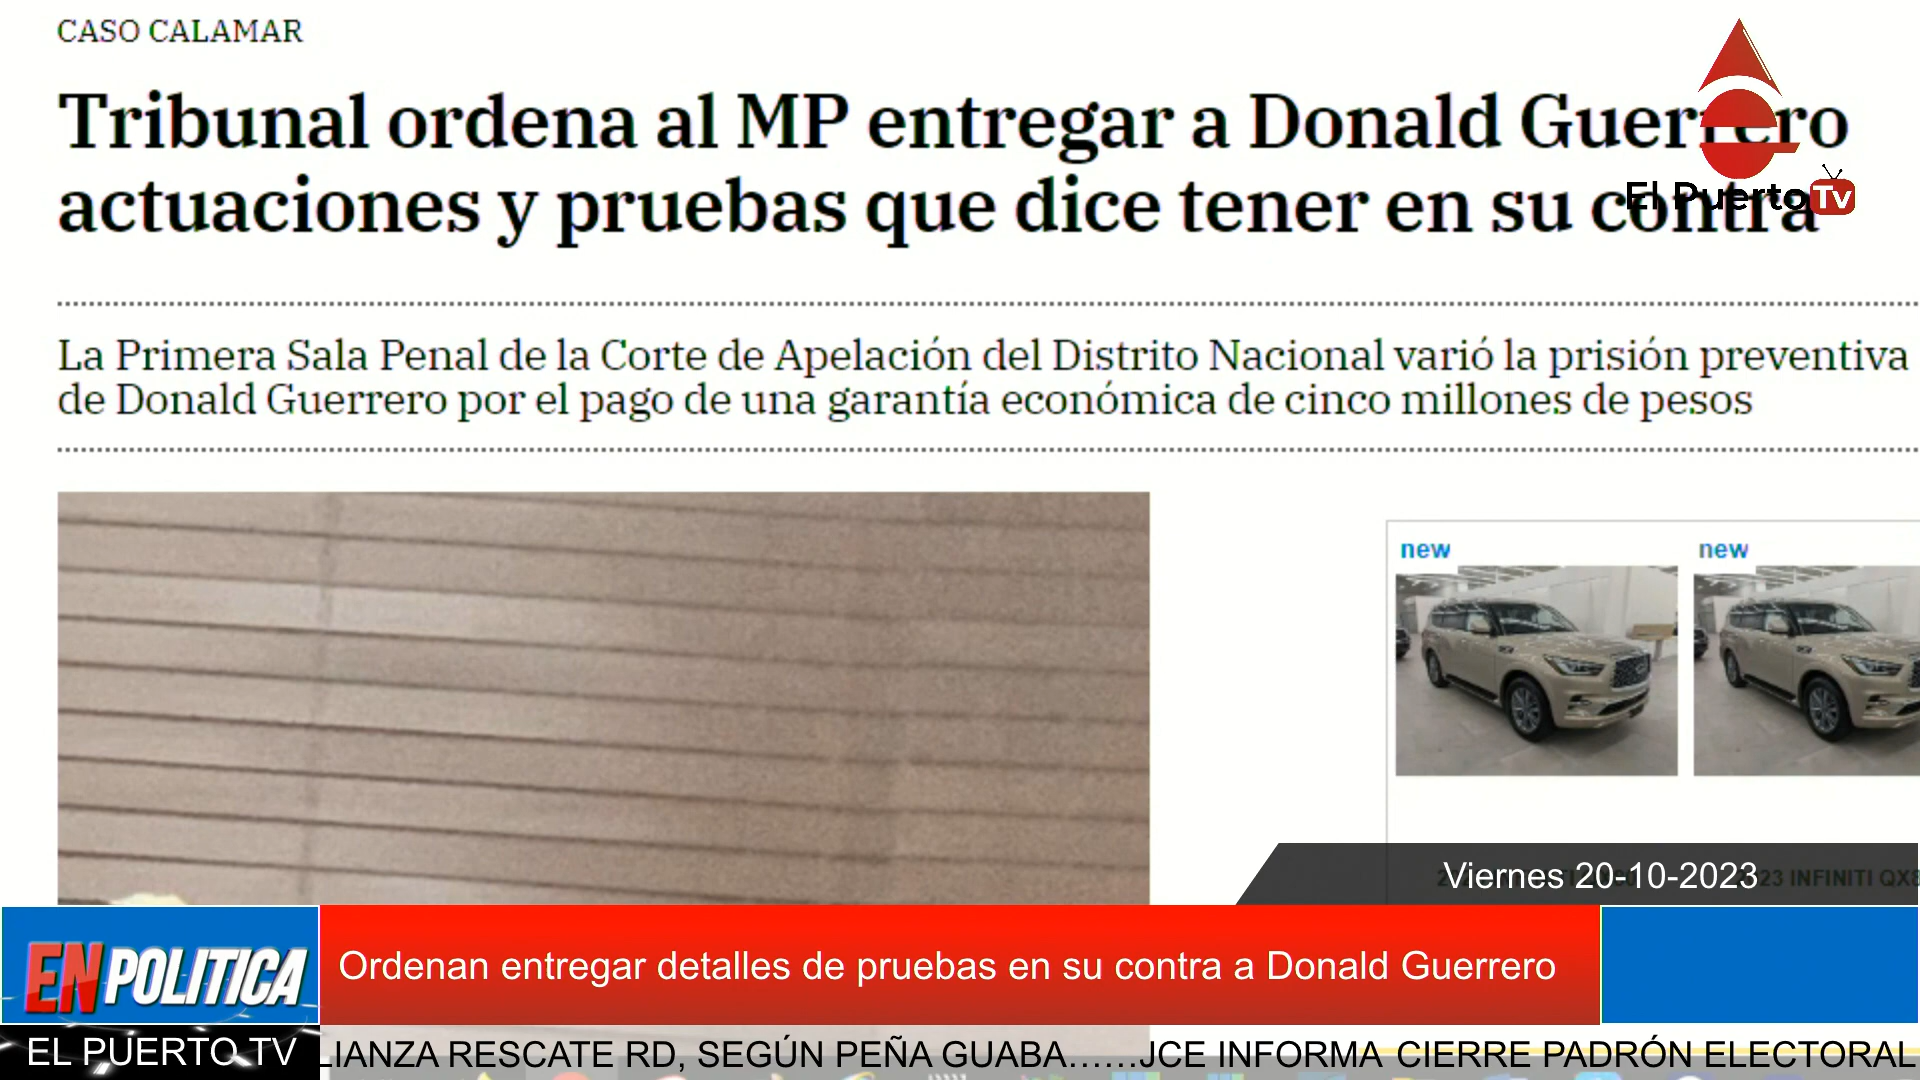 CASO CALAMAR
Tribunal ordena al MP entregar a Donald Guerrero
actuaciones y pruebas que dice tener en su contra
El Puerto Tv
La Primera Sala Penal de la Corte de Apelación del Distrito Nacional varió la prisión preventiva
de Donald Guerrero por el pago de una garantía económica de cinco millones de pesos
new
new
Viernes 20-10-2023
23 INFINITI QX8
EN POLITICA
Ordenan entregar detalles de pruebas en su contra a Donald Guerrero
EL PUERTO TV
LIANZA RESCATE RD, SEGÚN PEÑA GUABA......JCE INFORMA CIERRE PADRÓN ELECTORAL